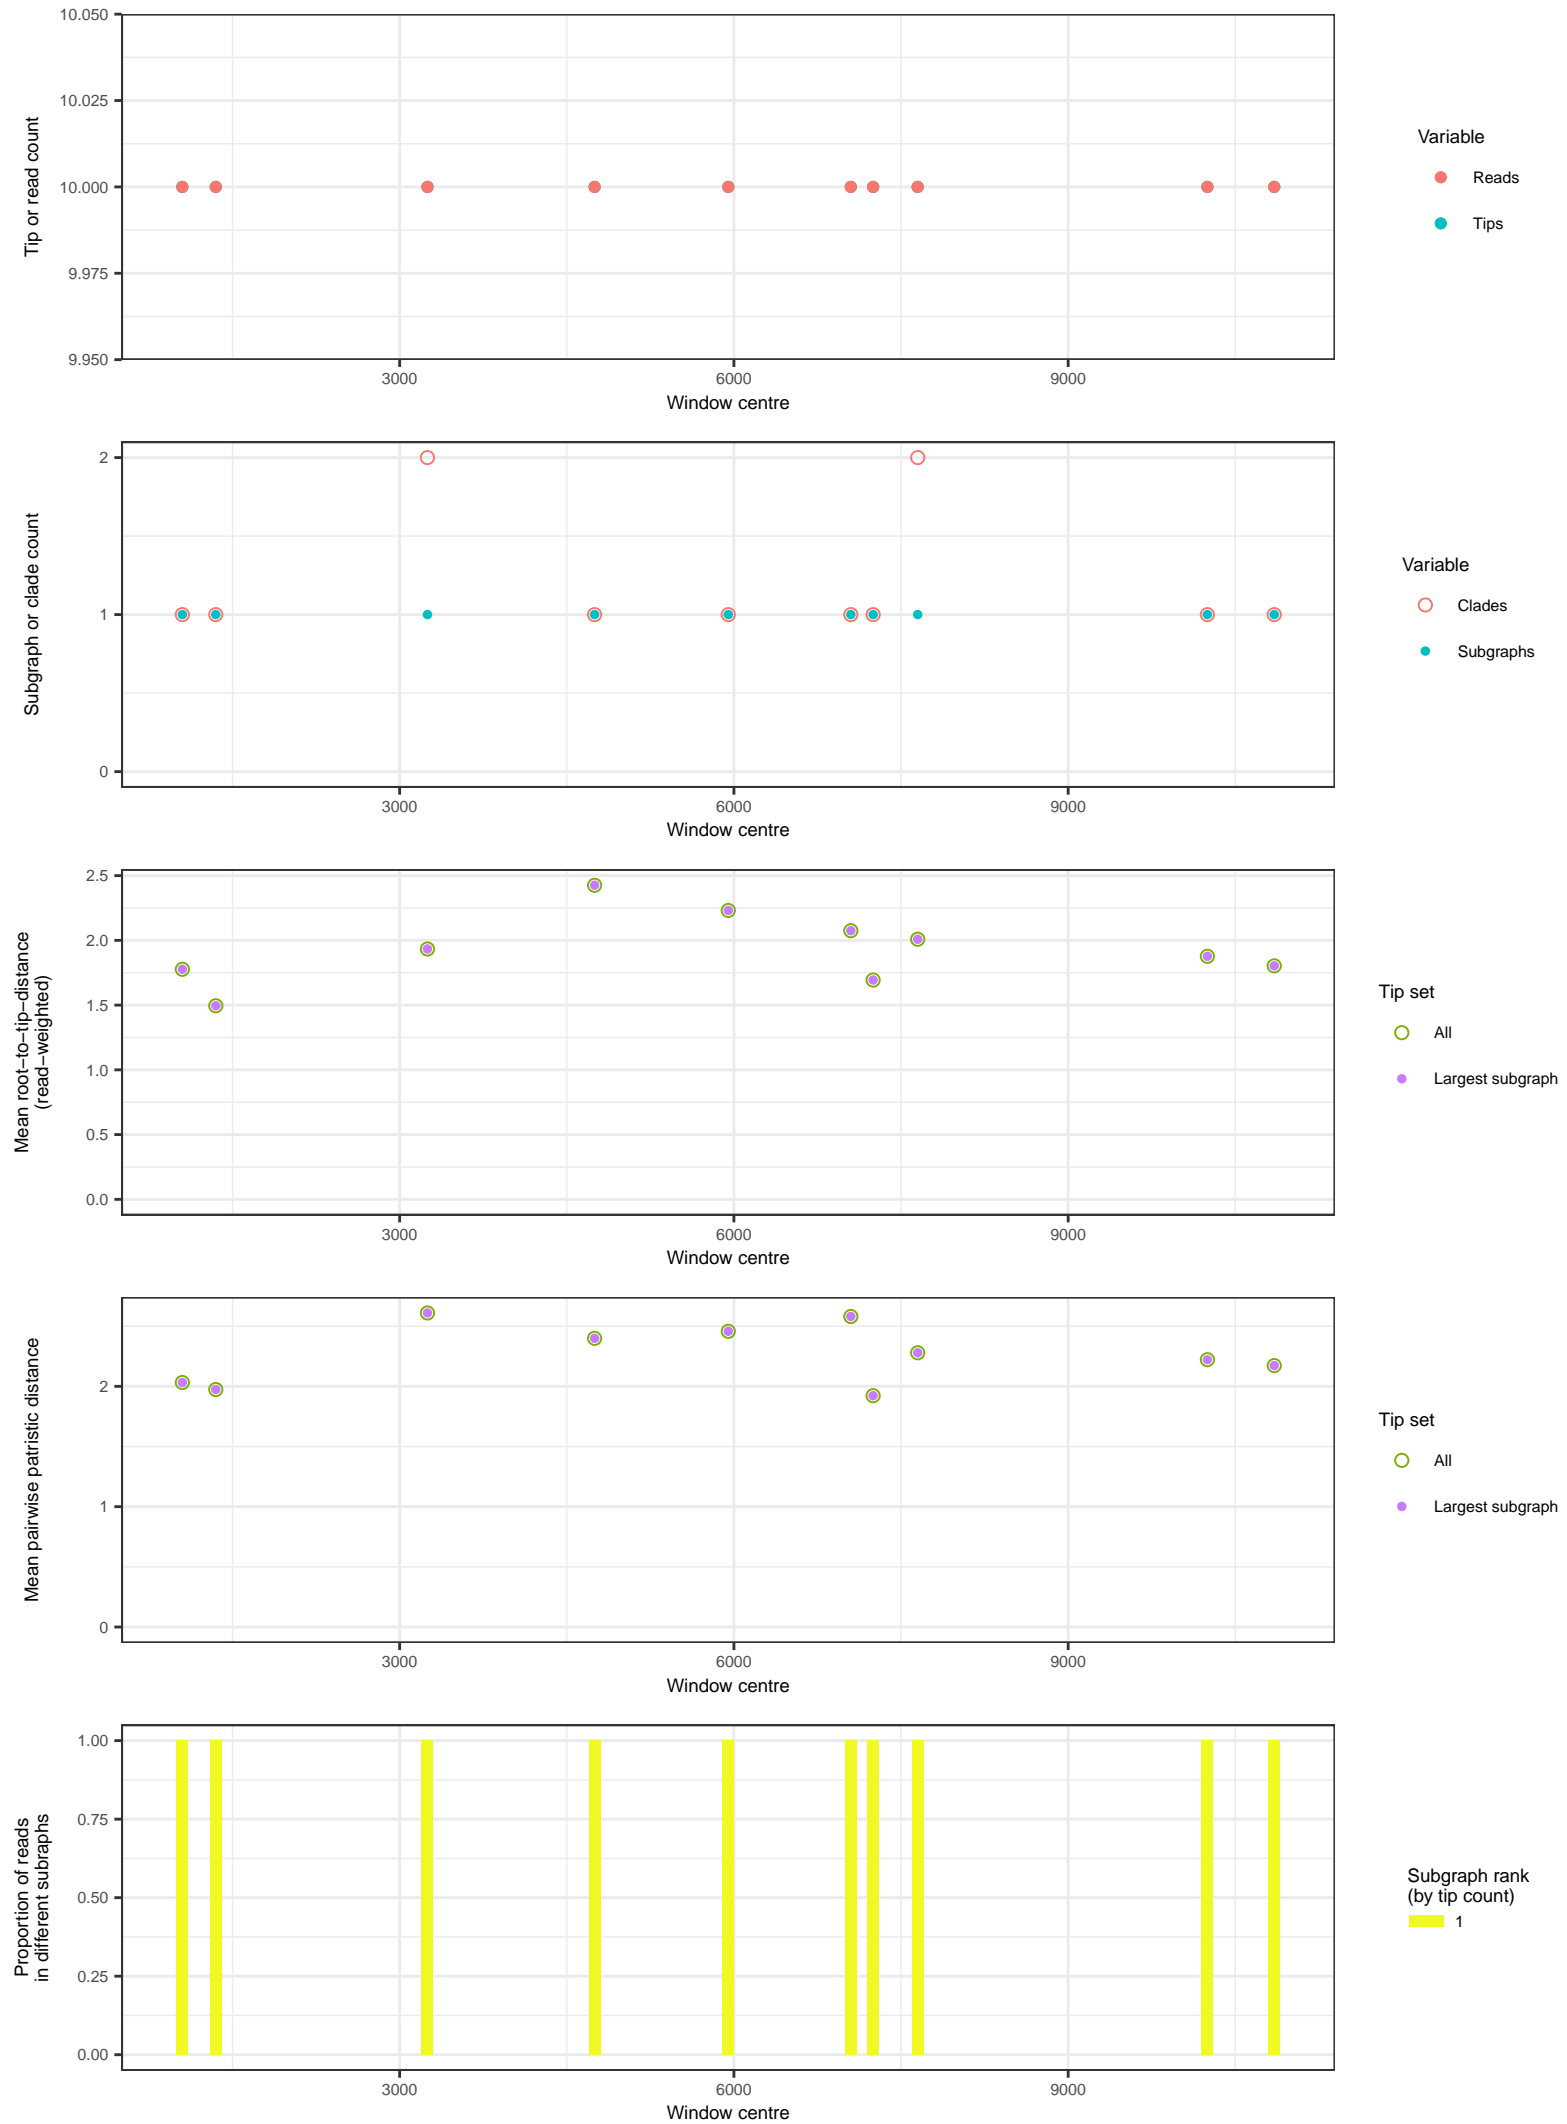 10.050
10.025
10.000
9.975
9.950
Tip or read count
3000 6000 9000
Window centre
Variable
Reads
Tips
2
1
0
Subgraph or clade count
3000 6000 9000
Window centre
Variable
Clades
Subgraphs
2.5
2.0
1.5
1.0
0.5
0.0
Mean root−to−tip−distance
(read−weighted)
3000 6000 9000
Window centre
Tip set
All
Largest subgraph
2
1
0
Mean pairwise patristic distance
3000 6000 9000
Window centre
Tip set
All
Largest subgraph
1.00
0.75
0.50
0.25
0.00
Proportion of reads
in different subraphs
3000 6000 9000
Window centre
Subgraph rank
(by tip count)
1